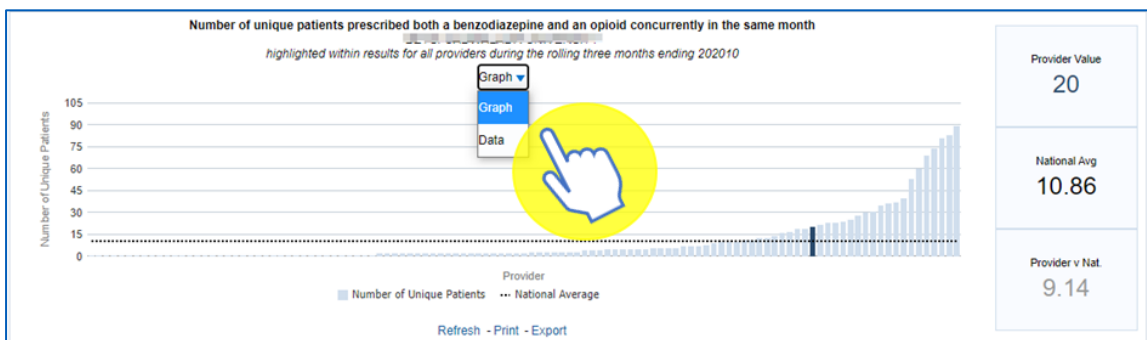 Number of unique patients prescribed both a benzodiazepine and an opioid concurrently in the same month
highlighted within results for all providers during the rolling three months ending 202010
Graph
Graph
Data
Number of Unique Patients
105
90
75
60
45
30
15
0
Provider
Number of Unique Patients
National Average
Refresh - Print - Export
Provider Value
20
National Avg
10.86
Provider v Nat.
9.14